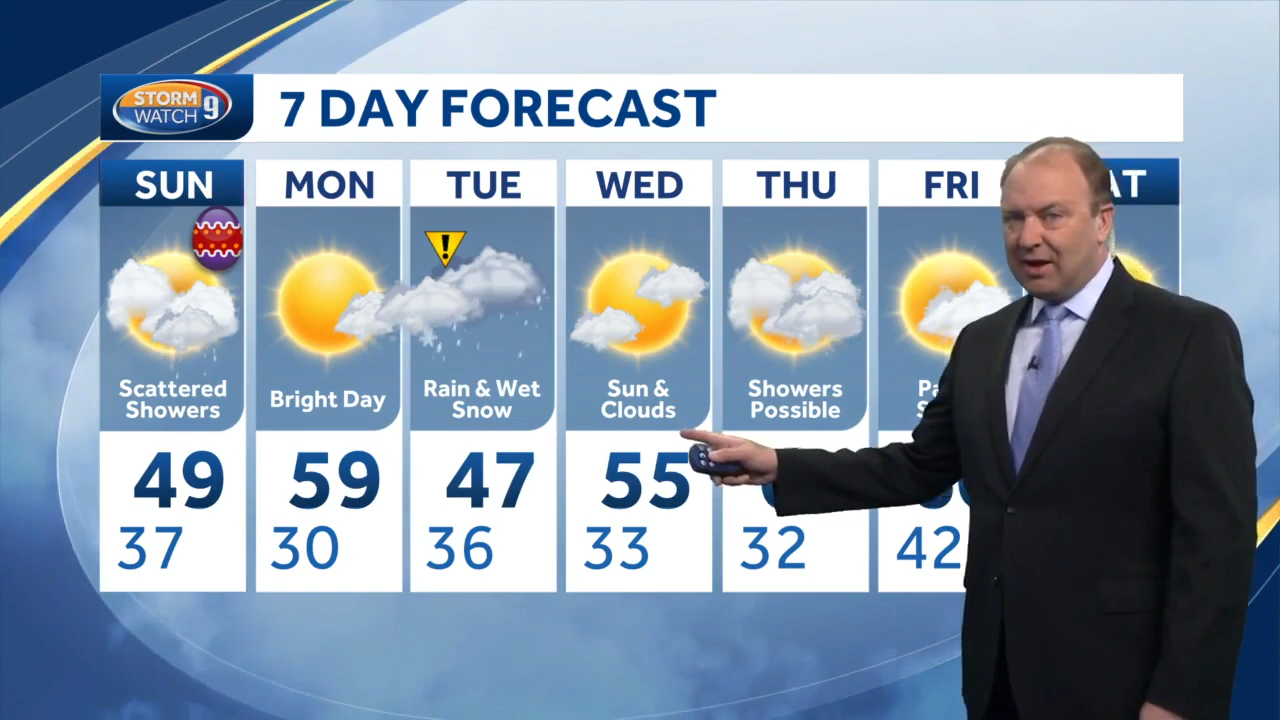 STORM
WATCH 9
7 DAY FORECAST
SUN
MON
TUE
WED
THU
FRI
AT
!
Scattered
Showers
Bright Day
Rain & Wet
Snow
Sun &
Clouds
Showers
Possible
49
59
47
55
37
30
36
33
32
42